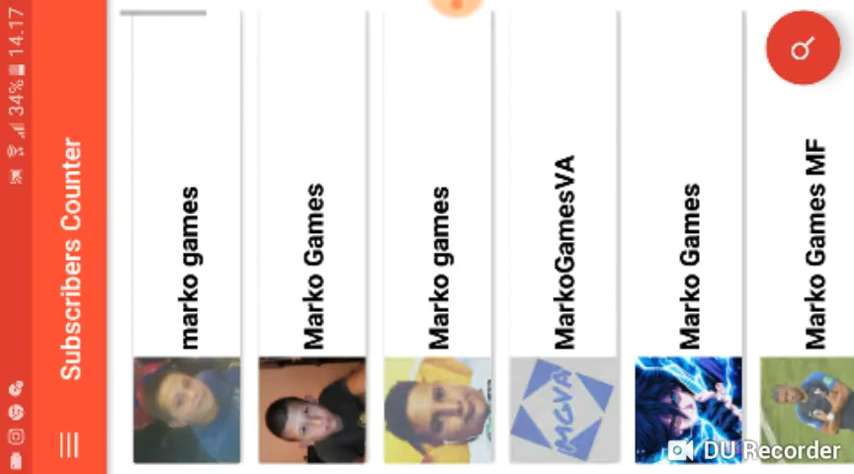 34% 14.17
Subscribers Counter
marko games
Marko Games
Marko games
MarkoGamesVA
MGVA
Marko Games
Marko Games MF
DU Recorder